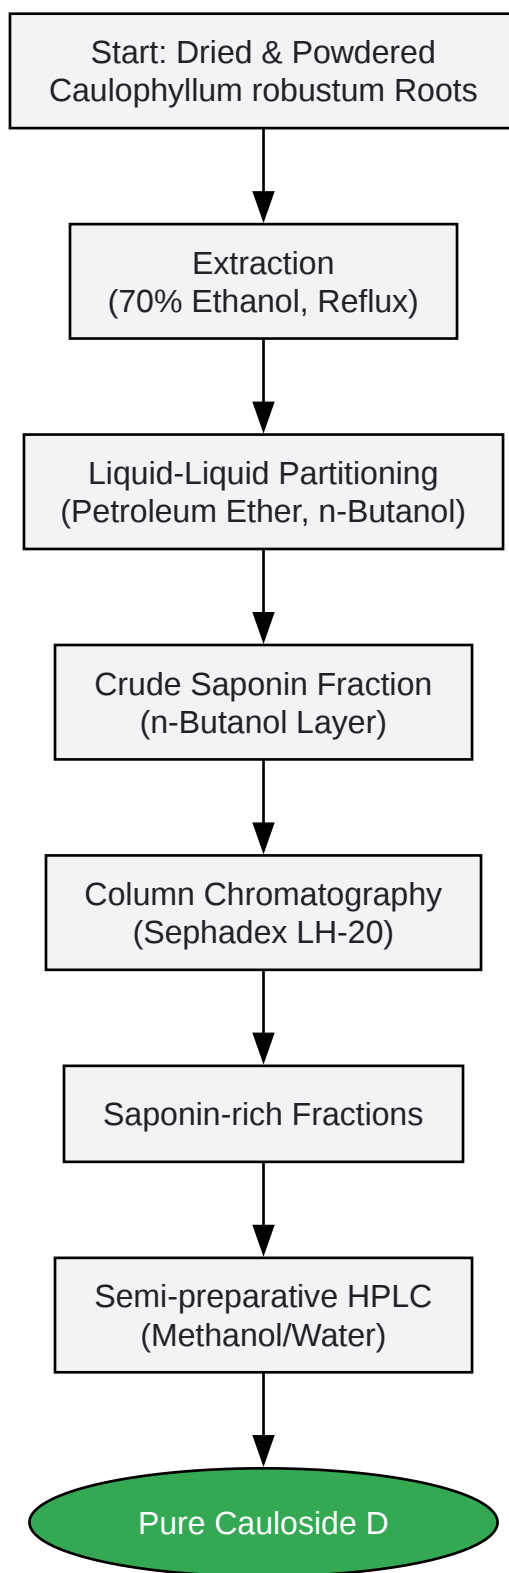 Start: Dried & Powdered
Caulophyllum robustum Roots
Extraction
(70% Ethanol, Reflux)
Liquid-Liquid Partitioning
(Petroleum Ether, n-Butanol)
Crude Saponin Fraction
(n-Butanol Layer)
Column Chromatography
(Sephadex LH-20)
Saponin-rich Fractions
Semi-preparative HPLC
(Methanol/Water)
Pure Cauloside D